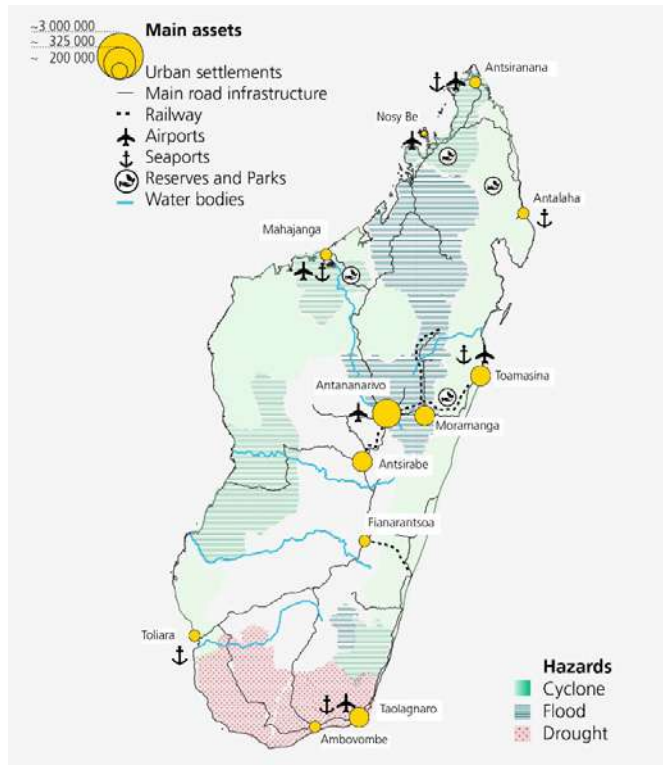 ~3 000 000
~ 325 000
~ 200 000
Main assets
Urban settlements
Main road infrastructure
Railway
Airports
Seaports
Reserves and Parks
Water bodies
Antsiranana
Nosy Be
Antalaha
Mahajanga
Toamasina
Antananarivo
Moramanga
Antsirabe
Fianarantsoa
Toliara
Taolagnaro
Ambovombe
Hazards
Cyclone
Flood
Drought